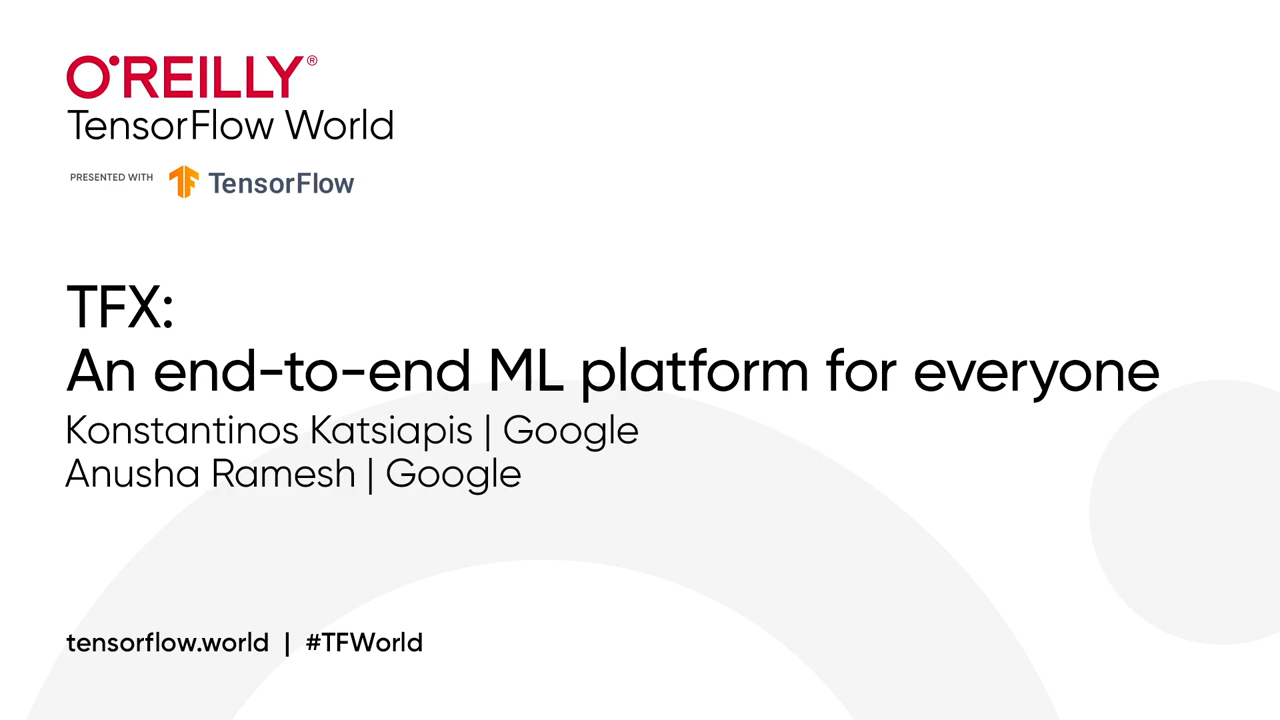 O'REILLY®
TensorFlow World
PRESENTED WITH TensorFlow
TFX:
An end-to-end ML platform for everyone
Konstantinos Katsiapis | Google
Anusha Ramesh | Google
tensorflow.world | #TFWorld